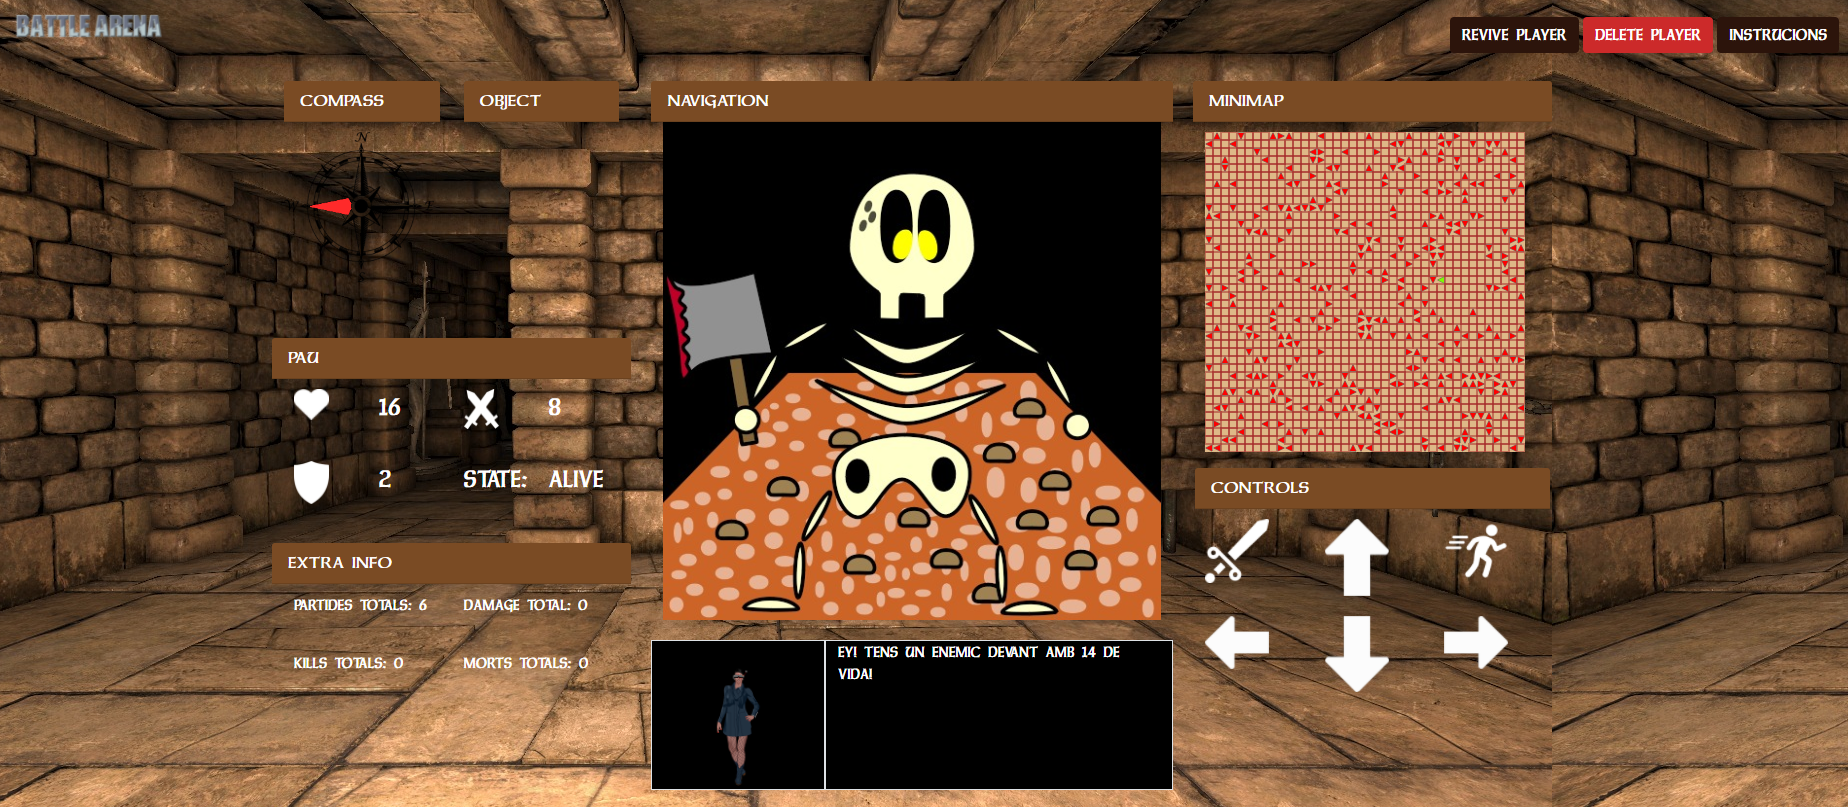 BATTLE ARENA
REVIVE PLAYER
DELETE PLAYER
INSTRUCIONS
COMPASS
OBJECT
NAVIGATION
MINIMAP
N
PAU
16
8
2
STATE: ALIVE
CONTROLS
EXTRA INFO
PARTIDES TOTALS: 6
DAMAGE TOTAL: 0
KILLS TOTALS: 0
MORTS TOTALS: 0
EY! TENS UN ENEMIC DEVANT AMB 14 DE
VIDA!